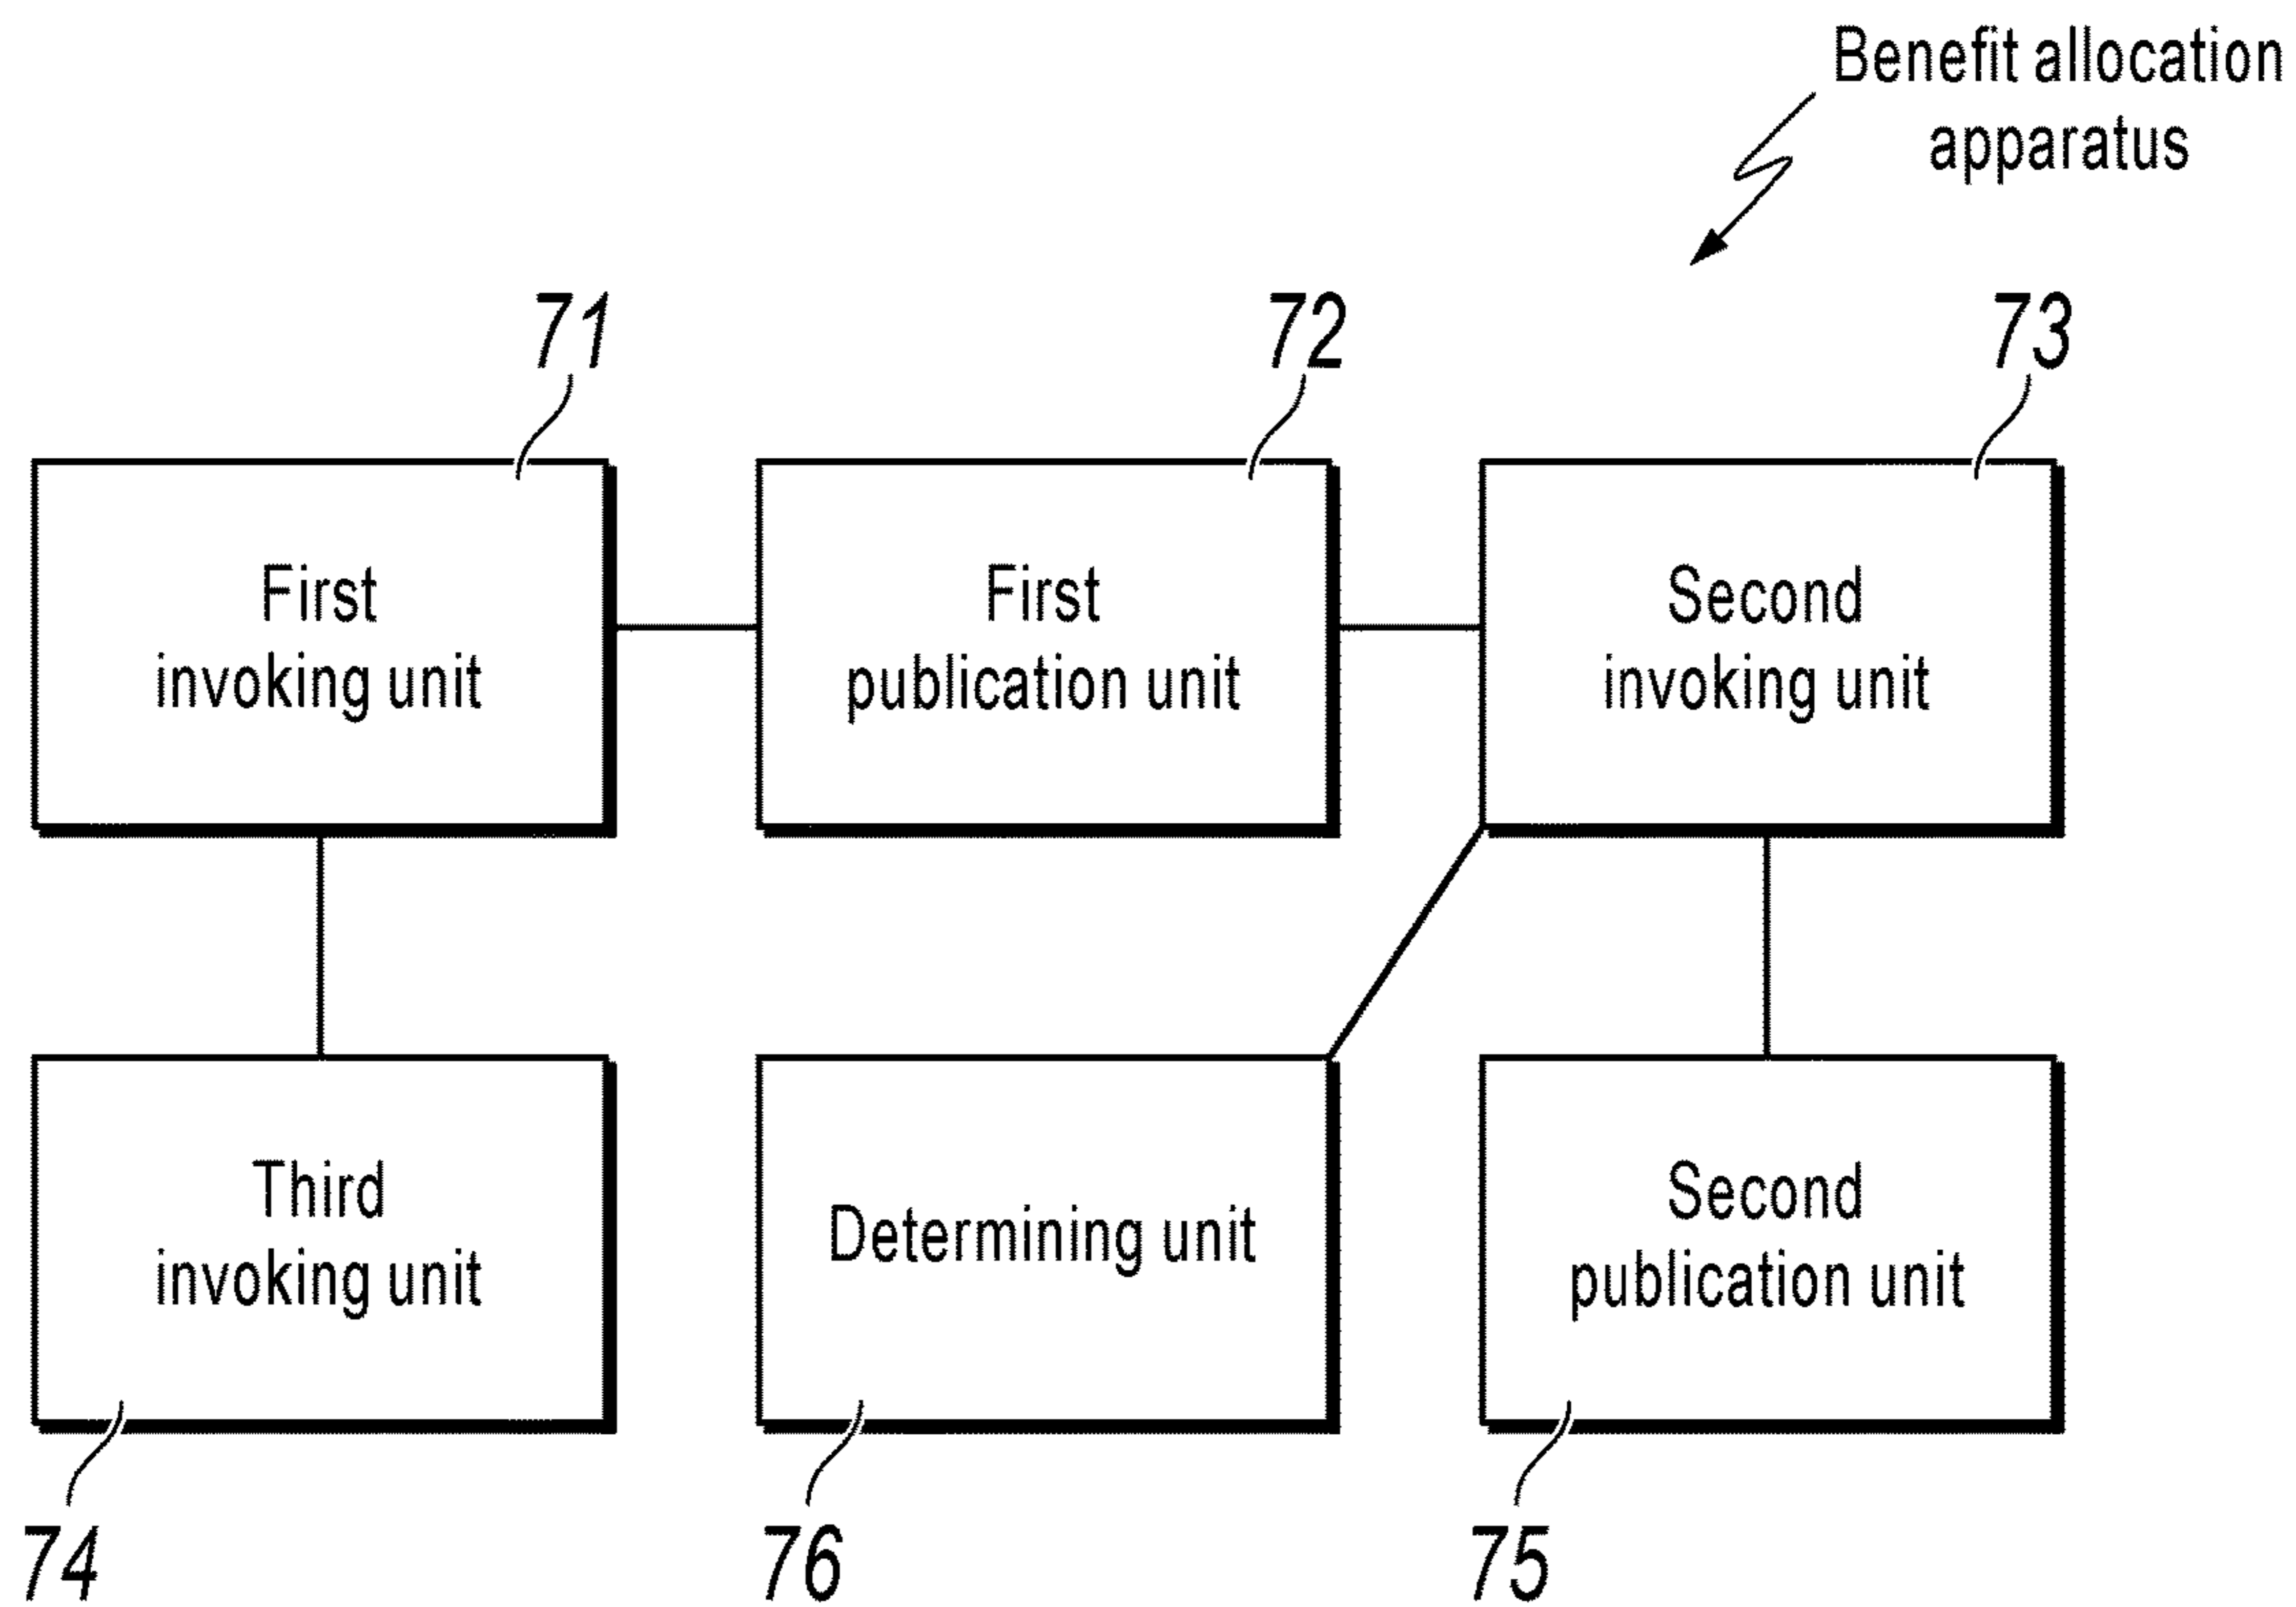 Benefit allocation
apparatus
71
72
73
First
invoking unit
First
publication unit
Second
invoking unit
Third
invoking unit
Determining unit
Second
publication unit
74
76
75